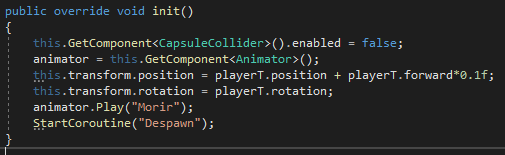 public override void init()
{
this.GetComponent<CapsuleCollider>().enabled = false;
animator = this.GetComponent<Animator>();
this.transform.position = playerT.position + playerT.forward*0.1f;
this.transform.rotation = playerT.rotation;
animator.Play("Morir");
StartCoroutine("Despawn");
}